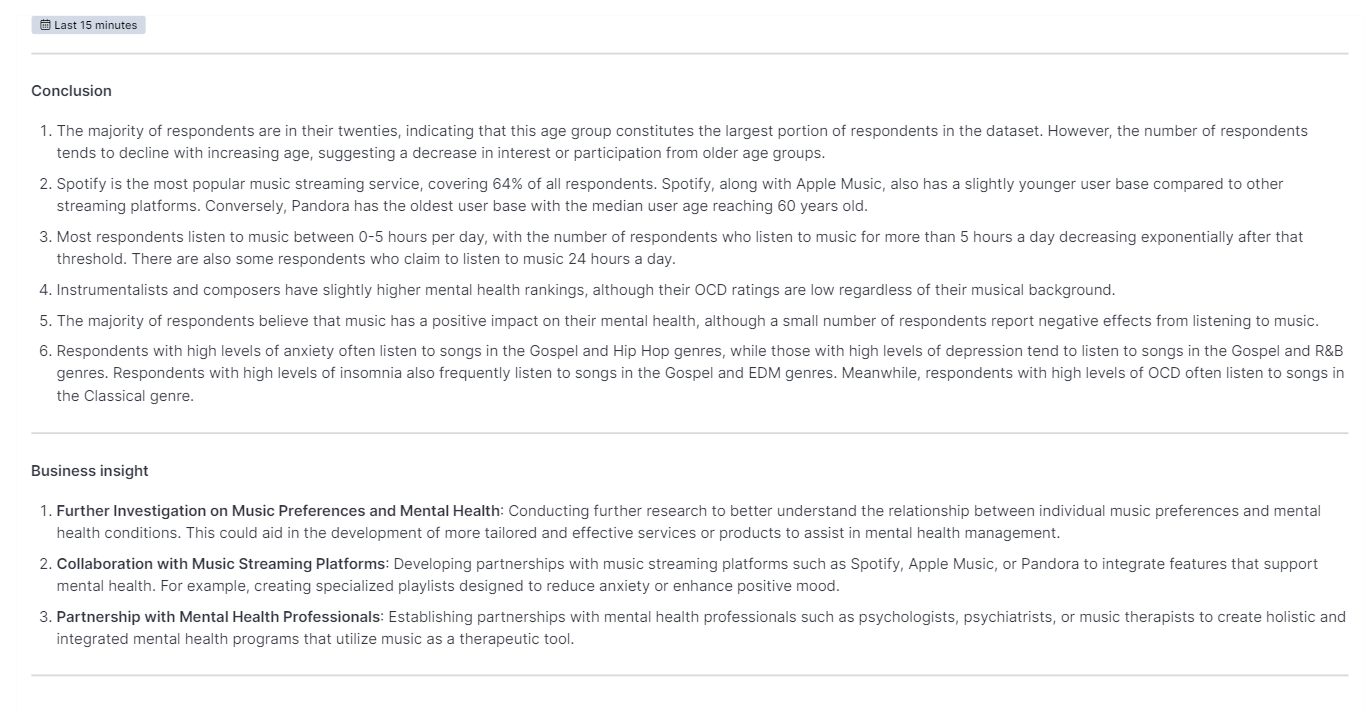 Last 15 minutes
Conclusion
1. The majority of respondents are in their twenties, indicating that this age group constitutes the largest portion of respondents in the dataset. However, the number of respondents
tends to decline with increasing age, suggesting a decrease in interest or participation from older age groups.
2. Spotify is the most popular music streaming service, covering 64% of all respondents. Spotify, along with Apple Music, also has a slightly younger user base compared to other
streaming platforms. Conversely, Pandora has the oldest user base with the median user age reaching 60 years old.
3. Most respondents listen to music between 0-5 hours per day, with the number of respondents who listen to music for more than 5 hours a day decreasing exponentially after that
threshold. There are also some respondents who claim to listen to music 24 hours a day.
4. Instrumentalists and composers have slightly higher mental health rankings, although their OCD ratings are low regardless of their musical background.
5. The majority of respondents believe that music has a positive impact on their mental health, although a small number of respondents report negative effects from listening to music.
6. Respondents with high levels of anxiety often listen to songs in the Gospel and Hip Hop genres, while those with high levels of depression tend to listen to songs in the Gospel and R&B
genres. Respondents with high levels of insomnia also frequently listen to songs in the Gospel and EDM genres. Meanwhile, respondents with high levels of OCD often listen to songs in
the Classical genre.
Business insight
1. Further Investigation on Music Preferences and Mental Health: Conducting further research to better understand the relationship between individual music preferences and mental
health conditions. This could aid in the development of more tailored and effective services or products to assist in mental health management.
2. Collaboration with Music Streaming Platforms: Developing partnerships with music streaming platforms such as Spotify, Apple Music, or Pandora to integrate features that support
mental health. For example, creating specialized playlists designed to reduce anxiety or enhance positive mood.
3. Partnership with Mental Health Professionals: Establishing partnerships with mental health professionals such as psychologists, psychiatrists, or music therapists to create holistic and
integrated mental health programs that utilize music as a therapeutic tool.